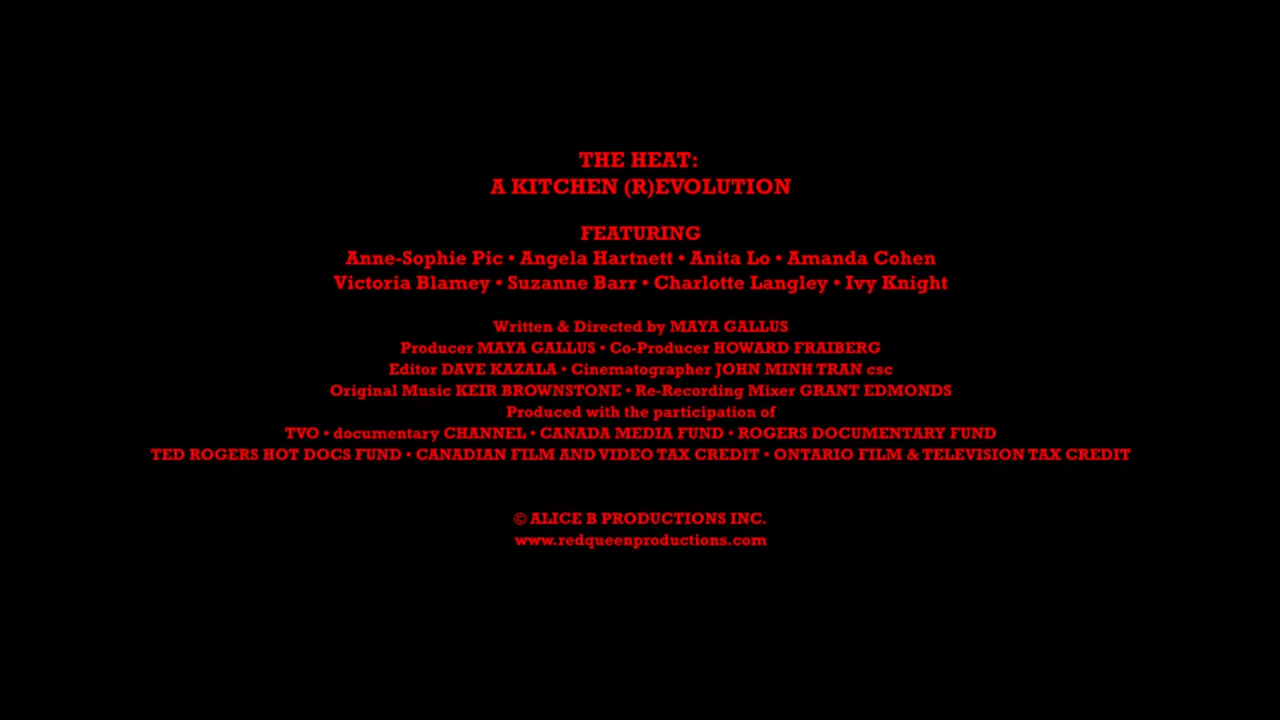 THE HEAT:
A KITCHEN (R)EVOLUTION
FEATURING
Anne-Sophie Pic • Angela Hartnett • Anita Lo • Amanda Cohen
Victoria Blamey • Suzanne Barr • Charlotte Langley • Ivy Knight
Written & Directed by MAYA GALLUS
Producer MAYA GALLUS • Co-Producer HOWARD FRAIBERG
Editor DAVE KAZALA • Cinematographer JOHN MINH TRAN csc
Original Music KEIR BROWNSTONE • Re-Recording Mixer GRANT EDMONDS
Produced with the participation of
TVO • documentary CHANNEL • CANADA MEDIA FUND • ROGERS DOCUMENTARY FUND
TED ROGERS HOT DOCS FUND • CANADIAN FILM AND VIDEO TAX CREDIT • ONTARIO FILM & TELEVISION TAX CREDIT
© ALICE B PRODUCTIONS INC.
www.redqueenproductions.com